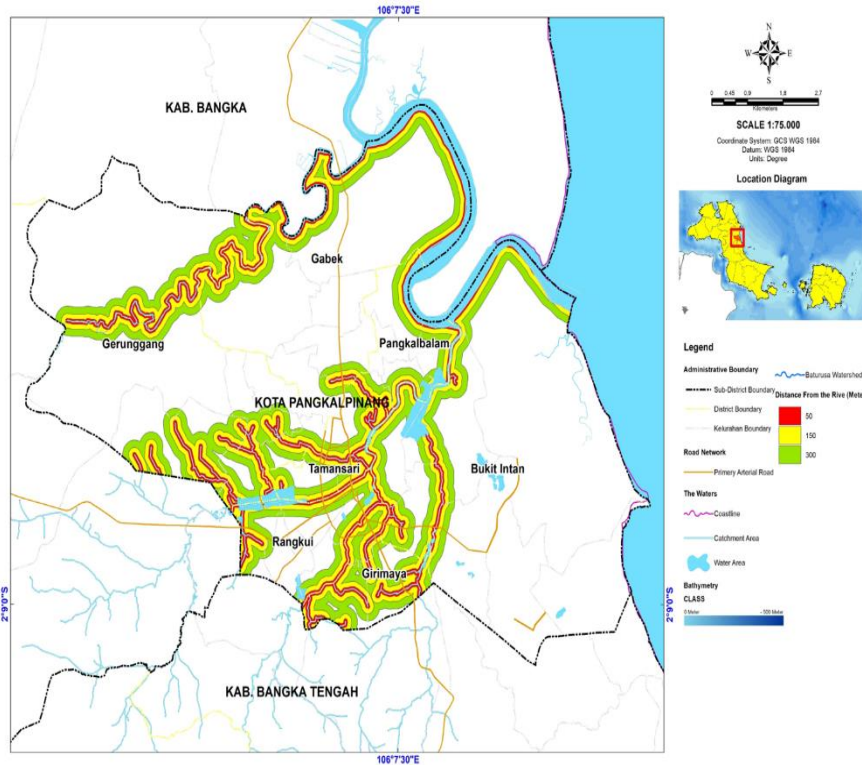 106°7'30"E
KAB. BANGKA
Gabek
Gerunggang
Pangkalbalam
KOTA PANGKALPINANG
Tamansari
Bukit Intan
Rangkui
Girimaya
KAB. BANGKA TENGAH
2°9'0"S
2°9'0"S
106°7'30"E
N
W E
S
0 0,45 0,9 1,8 2,7
Kilometers
SCALE 1:75.000
Coordinate System: GCS WGS 1984
Datum: WGS 1984
Units: Degree
Location Diagram
Legend
Administrative Boundary
Sub-District Boundary
District Boundary
Kelurahan Boundary
Road Network
Primary Arterial Road
The Waters
Coastline
Catchment Area
Water Area
Bathymetry
CLASS
0 Meter - 500 Meter
Baturusa Watershed
Distance From the Rive (Mete
50
150
300